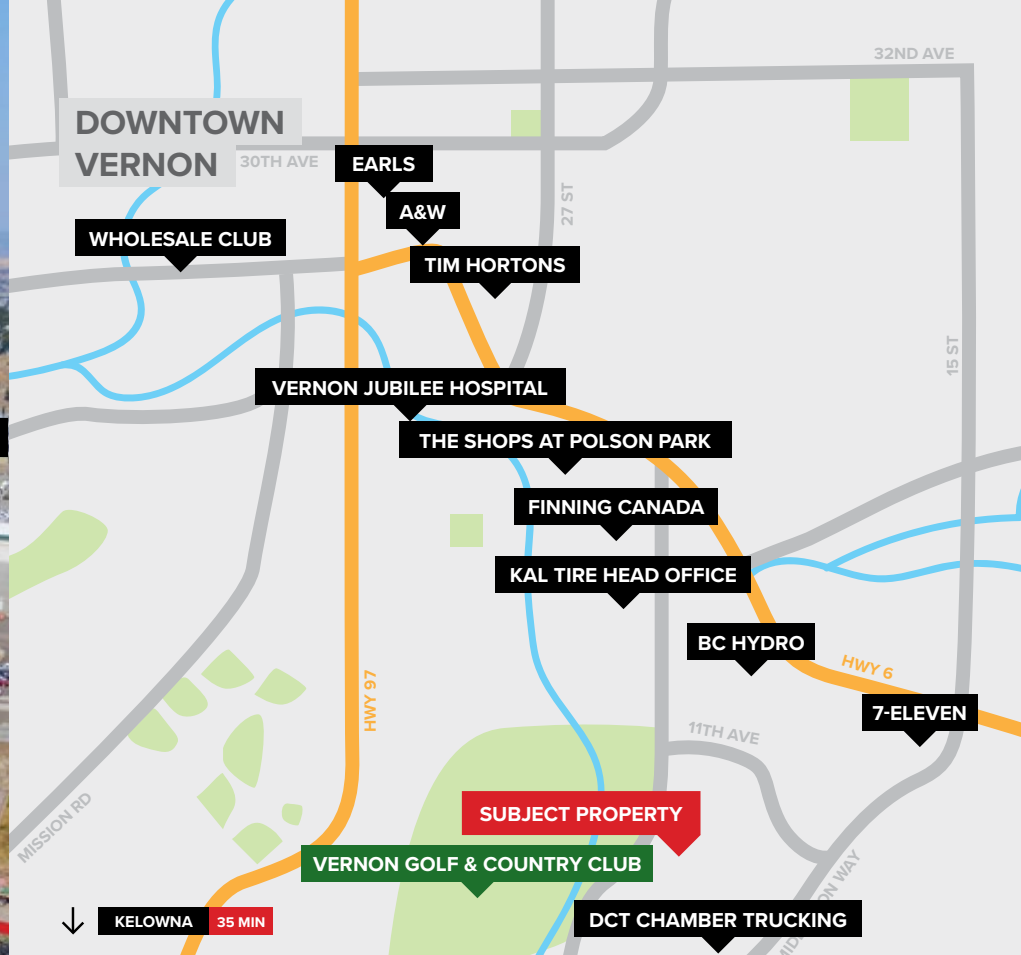 32ND AVE
DOWNTOWN
VERNON
30TH AVE
EARLS
27 ST
A&W
WHOLESALE CLUB
TIM HORTONS
15 ST
VERNON JUBILEE HOSPITAL
THE SHOPS AT POLSON PARK
FINNING CANADA
KAL TIRE HEAD OFFICE
BC HYDRO
HWY 6
HWY 97
7-ELEVEN
11TH AVE
MISSION RD
SUBJECT PROPERTY
VERNON GOLF & COUNTRY CLUB
WAY
KELOWNA 35 MIN
DCT CHAMBER TRUCKING